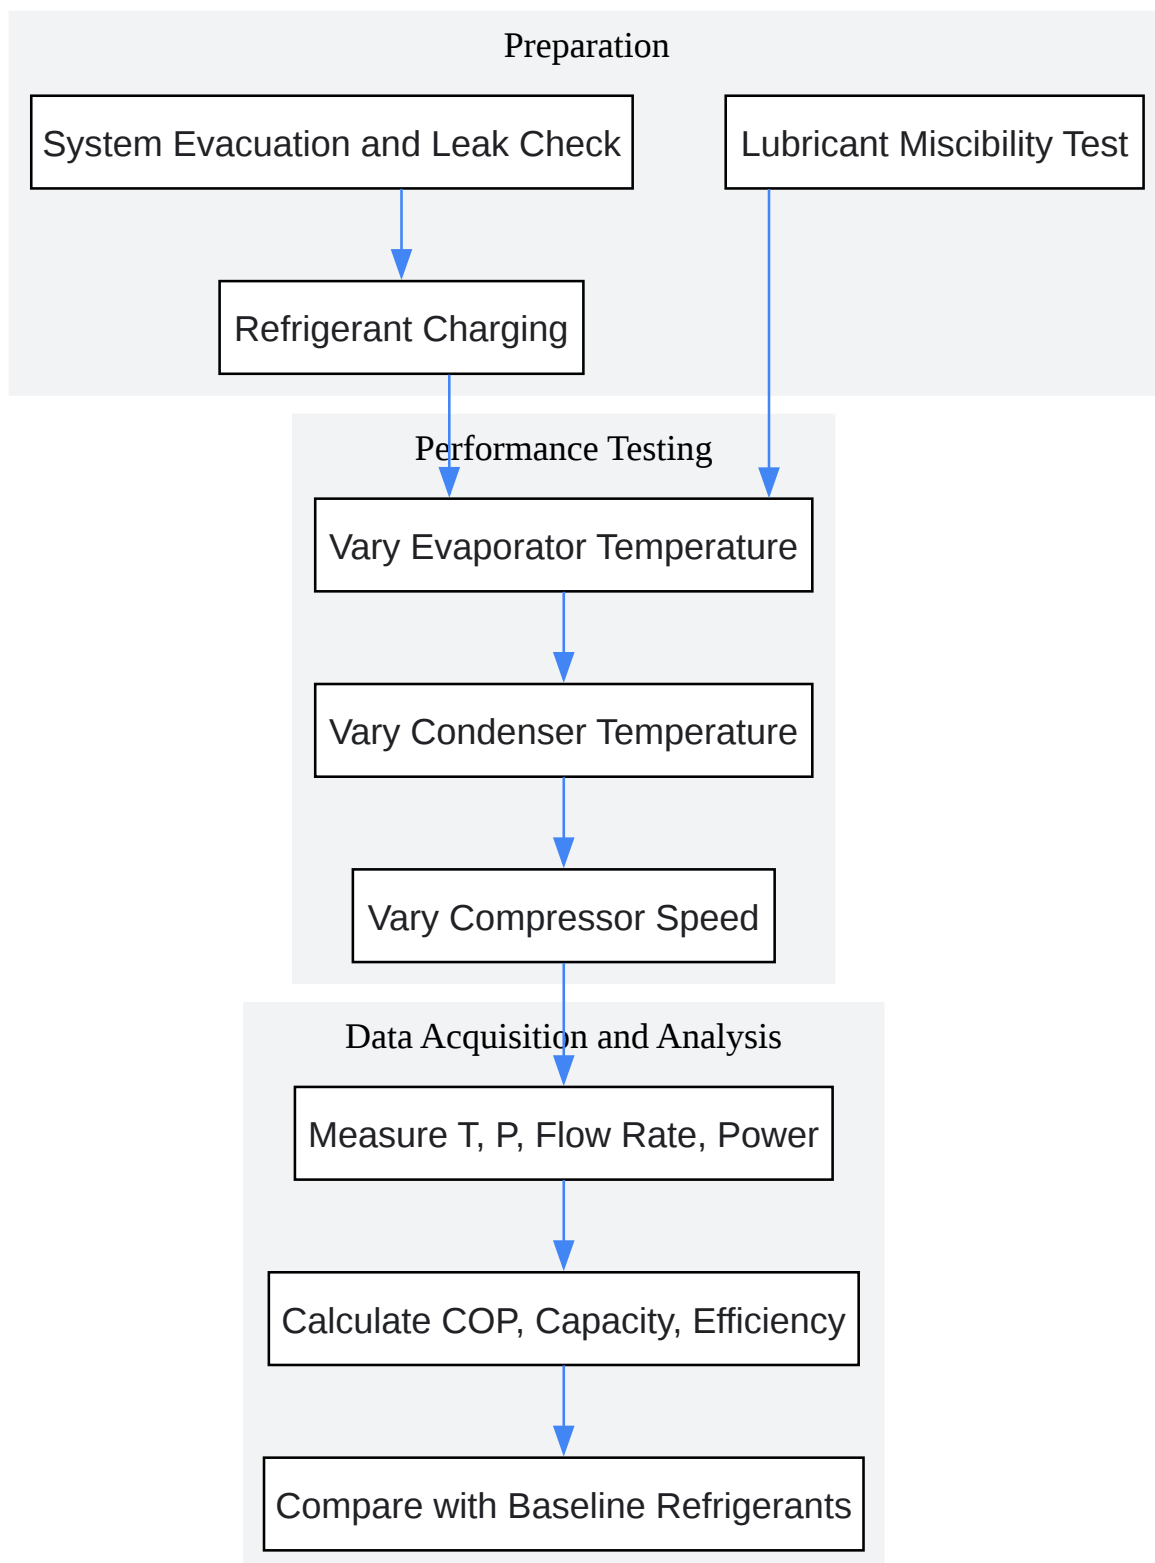 Preparation
System Evacuation and Leak Check
Lubricant Miscibility Test
Refrigerant Charging
Performance Testing
Vary Evaporator Temperature
Vary Condenser Temperature
Vary Compressor Speed
Data Acquisition and Analysis
Measure T, P, Flow Rate, Power
Calculate COP, Capacity, Efficiency
Compare with Baseline Refrigerants